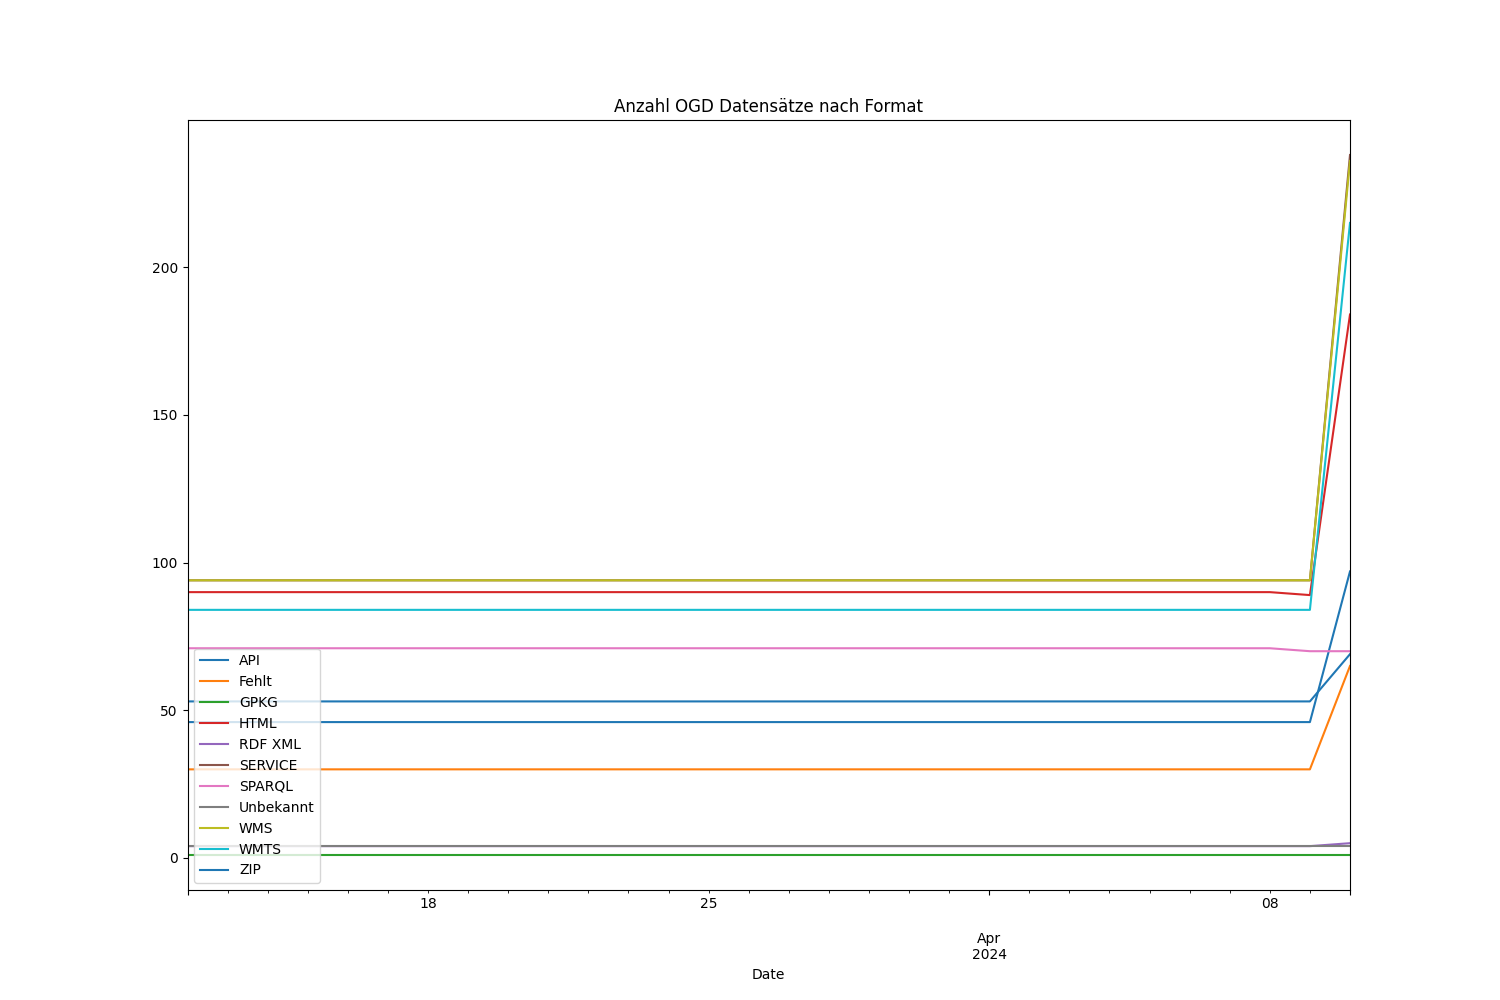 Anzahl OGD Datensätze nach Format
200
150
100
50
0
API
Fehlt
GPKG
HTML
RDF XML
SERVICE
SPARQL
Unbekannt
WMS
WMTS
ZIP
18
25
08
Apr
2024
Date